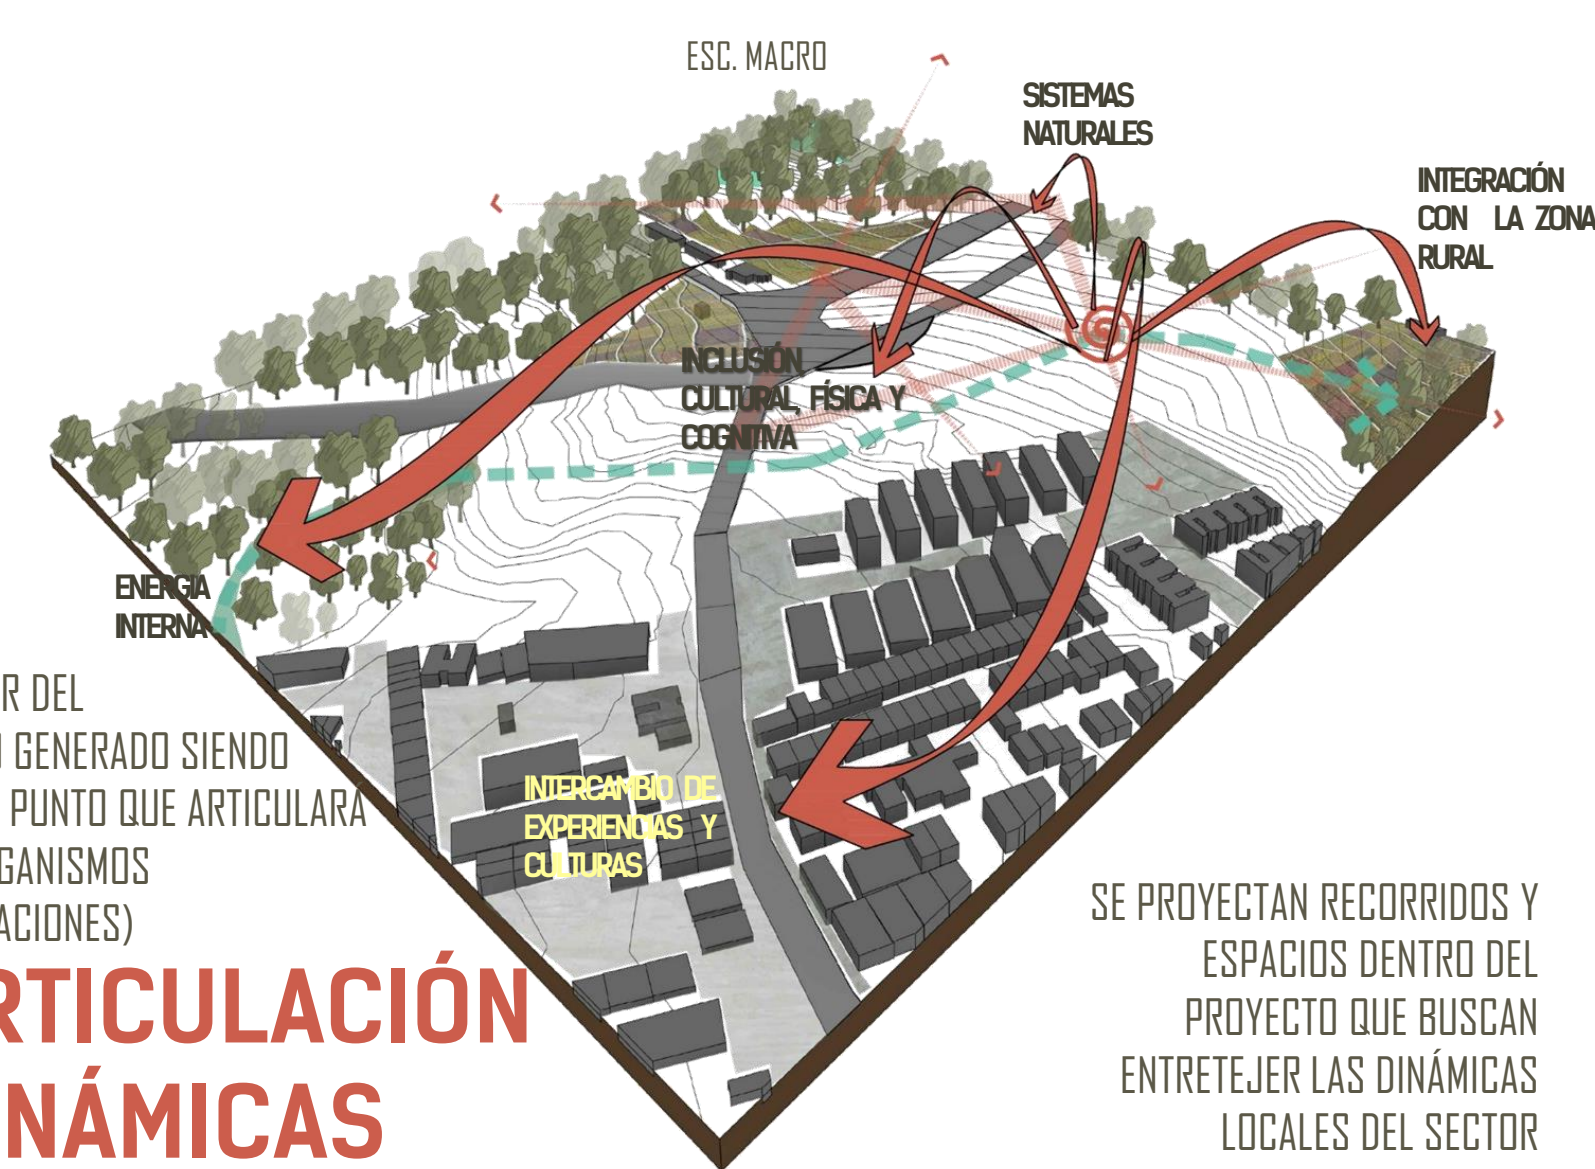 ESC. MACRO
SISTEMAS
NATURALES
INTEGRACIÓN
CON LA ZONA
RURAL
INCLUSIÓN
CULTURAL, FÍSICA Y
COGNITIVA
ENERGIA
INTERNA
R DEL
O GENERADO SIENDO
PUNTO QUE ARTICULARÁ
GANISMOS
ACIONES)
INTERCAMBIO DE
EXPERIENCIAS Y
CULTURAS
RTICULACIÓN
NÁMICAS
SE PROYECTAN RECORRIDOS Y
ESPACIOS DENTRO DEL
PROYECTO QUE BUSCAN
ENTRETEJER LAS DINÁMICAS
LOCALES DEL SECTOR